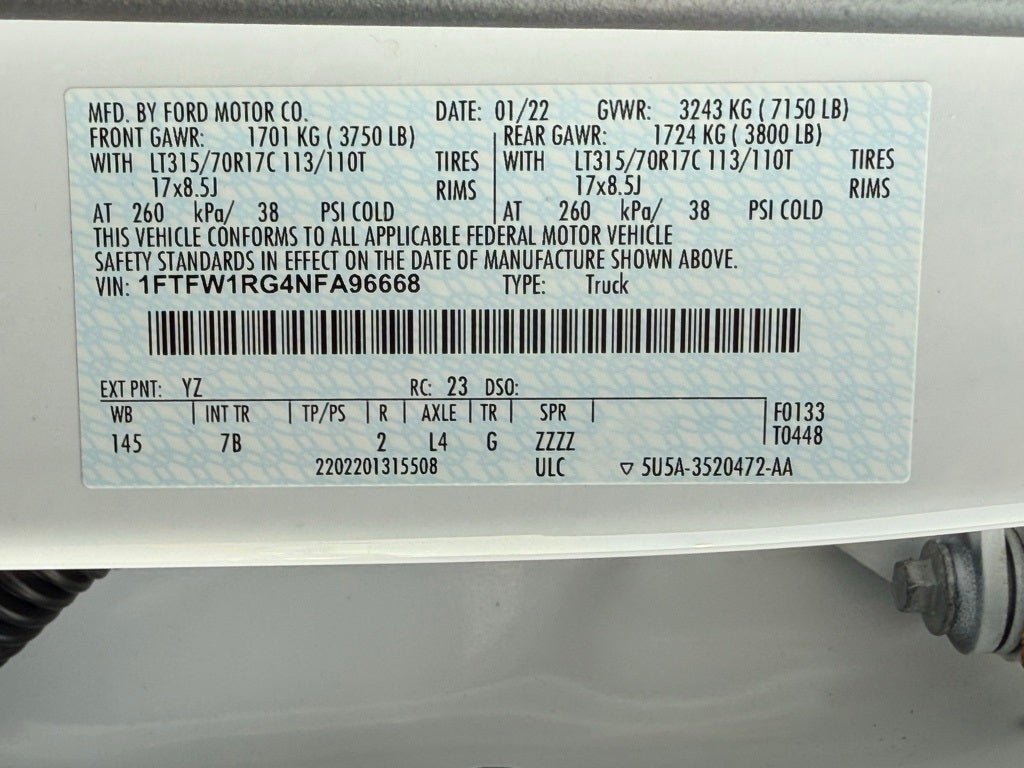 MFD. BY FORD MOTOR CO. DATE: 01/22 GVWR: 3243 KG ( 7150 LB)
FRONT GAWR: 1701 KG ( 3750 LB) REAR GAWR: 1724 KG ( 3800 LB)
WITH LT315/70R17C 113/110T TIRES WITH LT315/70R17C 113/110T TIRES
17x8.5J RIMS 17x8.5J RIMS
AT 260 kPa/ 38 PSI COLD AT 260 kPa/ 38 PSI COLD
THIS VEHICLE CONFORMS TO ALL APPLICABLE FEDERAL MOTOR VEHICLE
SAFETY STANDARDS IN EFFECT ON THE DATE OF MANUFACTURE SHOWN ABOVE.
VIN: 1FTFW1RG4NFA96668 TYPE: Truck
EXT PNT: YZ RC: 23 DSO:
WB | INT TR | TP/PS | R | AXLE | TR | SPR | F0133
145 7B 2 L4 G ZZZZ T0448
2202201315508 ULC ▽ 5U5A-3520472-AA